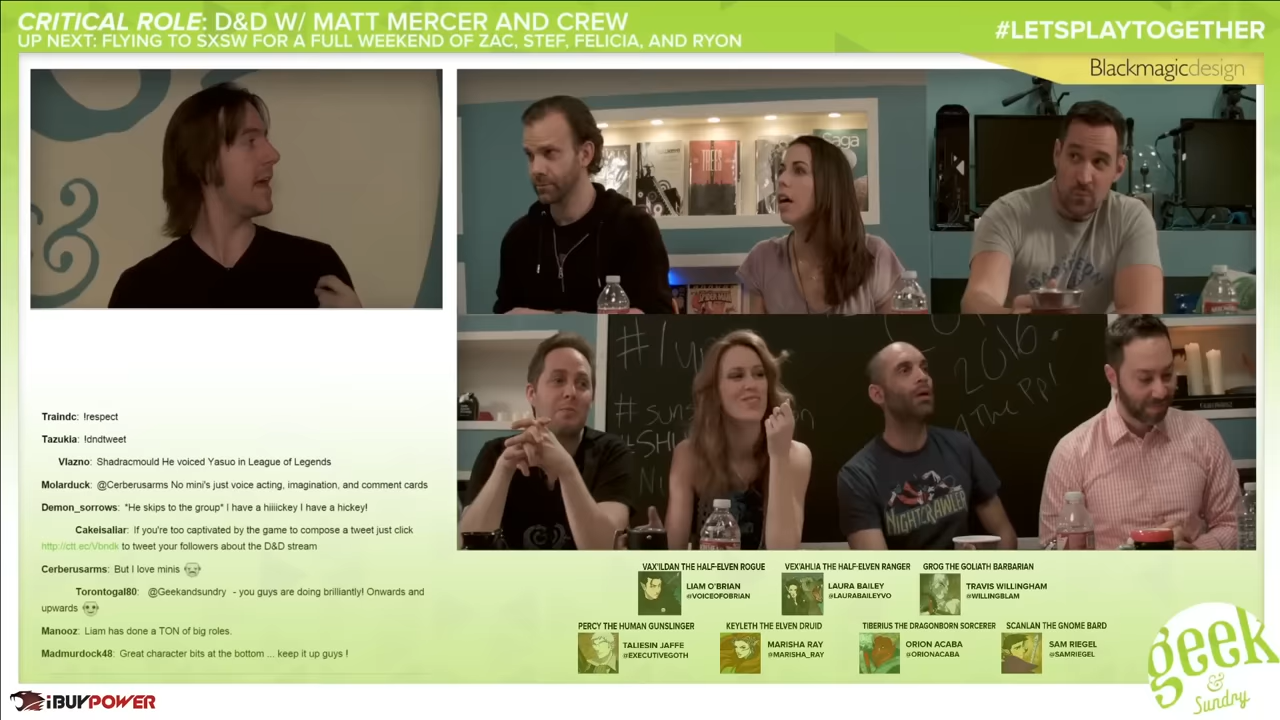 CRITICAL ROLE: D&D W/ MATT MERCER AND CREW
UP NEXT: FLYING TO SXSW FOR A FULL WEEKEND OF ZAC, STEF, FELICIA, AND RYON
#LETSPLAYTOGETHER
Blackmagicdesign
TREES
Saga
#
#
2016
The Pp!
NIGHTCRAWLER
Traindc: !respect
Tazukia: !dndtweet
Vlazno: Shadracmould He voiced Yasuo in League of Legends
Molarduck: @Cerberusarms No mini's just voice acting, imagination, and comment cards
Demon_sorrows: *He skips to the group* I have a hiiiickey I have a hickey!
Cakeisaliar: If you're too captivated by the game to compose a tweet just click
http://ctt.ec/Vbndk to tweet your followers about the D&D stream
Cerberusarms: But I love minis
Torontogal80: @Geekandsundry - you guys are doing brilliantly! Onwards and
upwards
Manooz: Liam has done a TON of big roles.
Madmurdock48: Great character bits at the bottom ... keep it up guys !
VAX'ILDAN THE HALF-ELVEN ROGUE
LIAM O'BRIAN
@VOICEOFOBRIAN
VEX'AHLIA THE HALF-ELVEN RANGER
LAURA BAILEY
@LAURABAILEYVO
GROG THE GOLIATH BARBARIAN
TRAVIS WILLINGHAM
@WILLINGBLAM
PERCY THE HUMAN GUNSLINGER
TALIESIN JAFFE
@EXECUTIVEGOTH
KEYLETH THE ELVEN DRUID
MARISHA RAY
@MARISHA_RAY
TIBERIUS THE DRAGONBORN SORCERER
ORION ACABA
@ORIONACABA
SCANLAN THE GNOME BARD
SAM RIEGEL
@SAMRIEGEL
geek
&
Sundry
iBUYPOWER